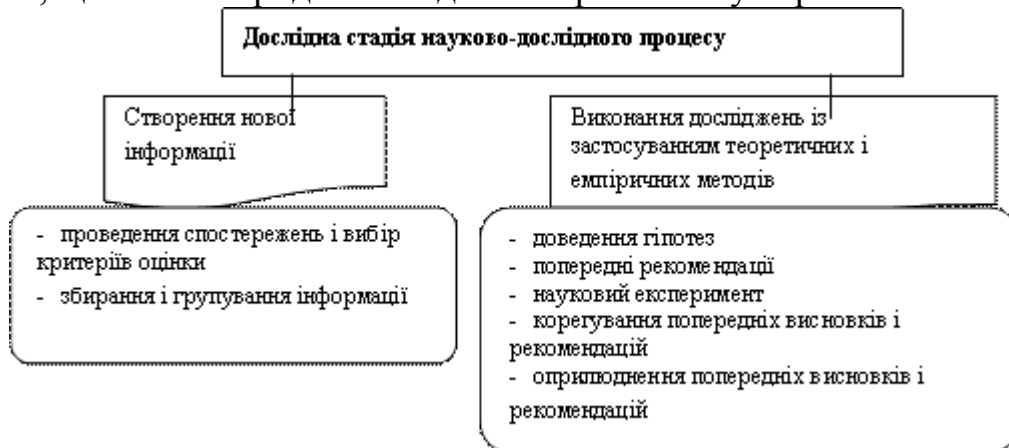 Дослідна стадія науково-дослідного процесу
Створення нової
інформації
Виконання досліджень із
застосуванням теоретичних і
емпіричних методів
- проведення спостережень і вибір
критеріїв оцінки
- збирання і групування інформації
- доведення гіпотез
- попередні рекомендації
- науковий експеримент
- корегування попередніх висновків і
рекомендацій
- оприлюднення попередніх висновків і
рекомендацій